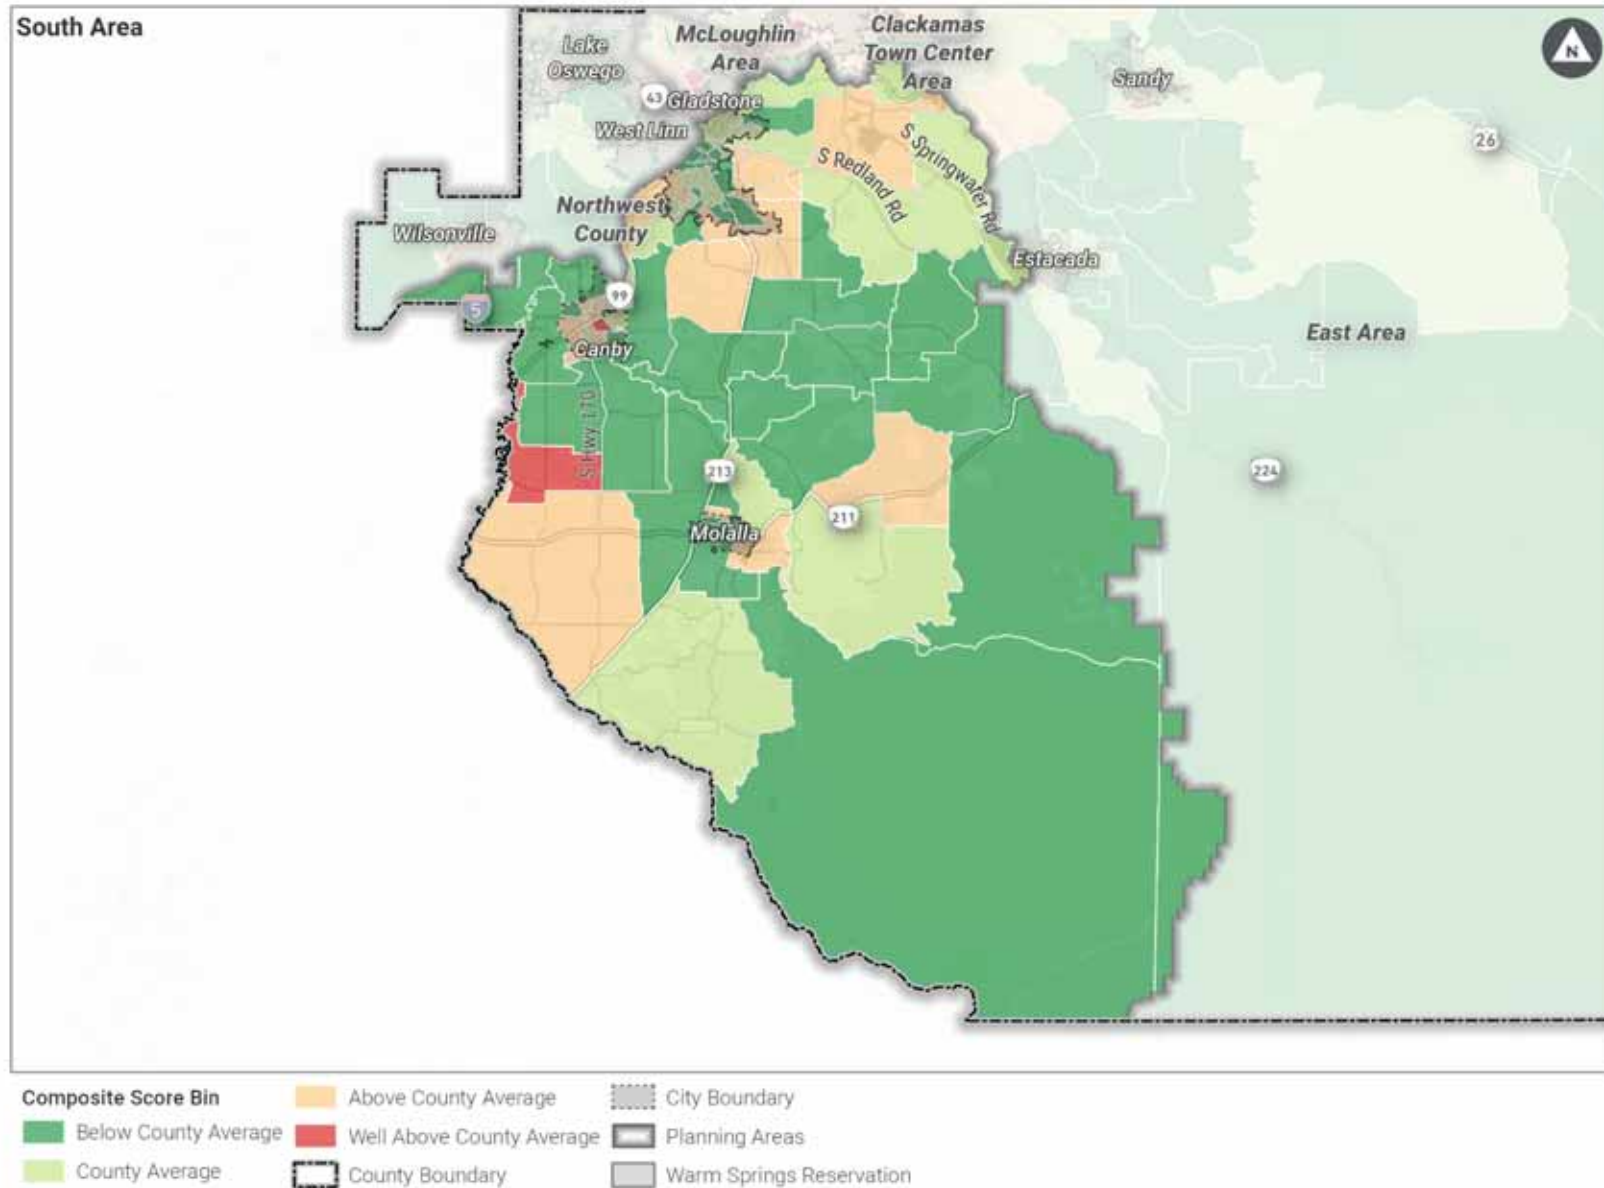 South Area
N
Lake
Oswego
McLoughlin
Area
Clackamas
Town Center
Area
Sandy
43
Gladstone
West Linn
26
S Redland Rd
S Springwater Rd
Northwest
County
Wilsonville
Estacada
99
5
East Area
Canby
S Hwy 170
213
224
211
Molalla
Composite Score Bin
Below County Average
County Average
Above County Average
Well Above County Average
County Boundary
City Boundary
Planning Areas
Warm Springs Reservation